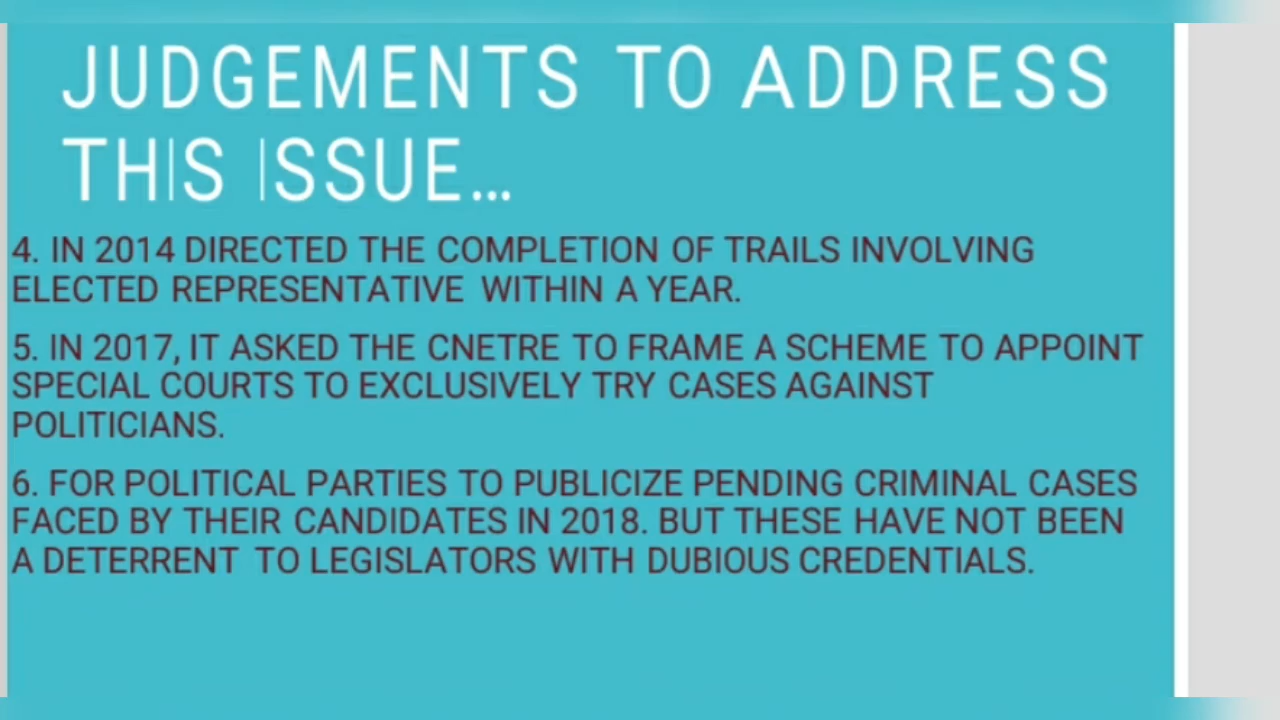 JUDGEMENTS TO ADDRESS
THIS ISSUE...
4. IN 2014 DIRECTED THE COMPLETION OF TRAILS INVOLVING
ELECTED REPRESENTATIVE WITHIN A YEAR.
5. IN 2017, IT ASKED THE CNETRE TO FRAME A SCHEME TO APPOINT
SPECIAL COURTS TO EXCLUSIVELY TRY CASES AGAINST
POLITICIANS.
6. FOR POLITICAL PARTIES TO PUBLICIZE PENDING CRIMINAL CASES
FACED BY THEIR CANDIDATES IN 2018. BUT THESE HAVE NOT BEEN
A DETERRENT TO LEGISLATORS WITH DUBIOUS CREDENTIALS.